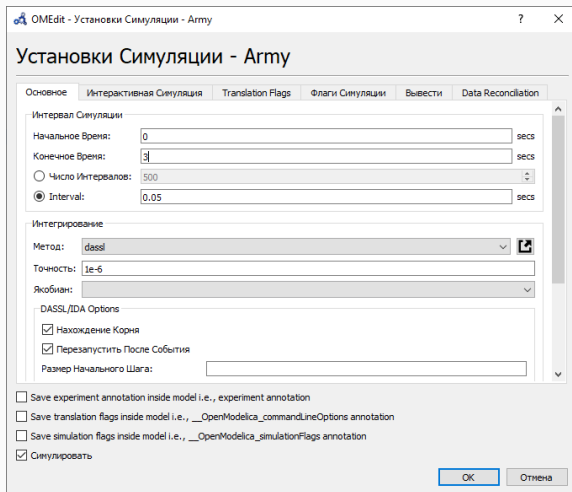 OMEdit - Установки Симуляции - Army ? ×
Установки Симуляции - Army
Основное Интерактивная Симуляция Translation Flags Флаги Симуляции Вывести Data Reconciliation
Интервал Симуляции
Начальное Время: 0 secs
Конечное Время: 3 secs
Число Интервалов: 500
Interval: 0.05 secs
Интегрирование
Метод: dassl
Точность: 1e-6
Якобиан:
DASSL/IDA Options
Нахождение Корня
Перезапустить После События
Размер Начального Шага:
Save experiment annotation inside model i.e., experiment annotation
Save translation flags inside model i.e., __OpenModelica_commandLineOptions annotation
Save simulation flags inside model i.e., __OpenModelica_simulationFlags annotation
Симулировать
OK Отмена